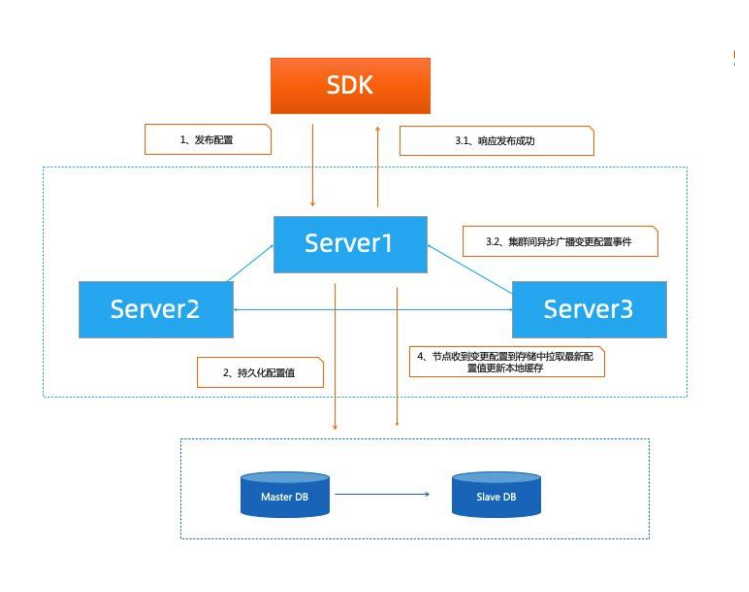 SDK
1、发布配置
3.1、响应发布成功
Server1
3.2、集群间异步广播变更配置事件
Server2
Server3
2、持久化配置值
4、节点收到变更配置到存储中拉取最新配
置值更新本地缓存
Master DB
Slave DB